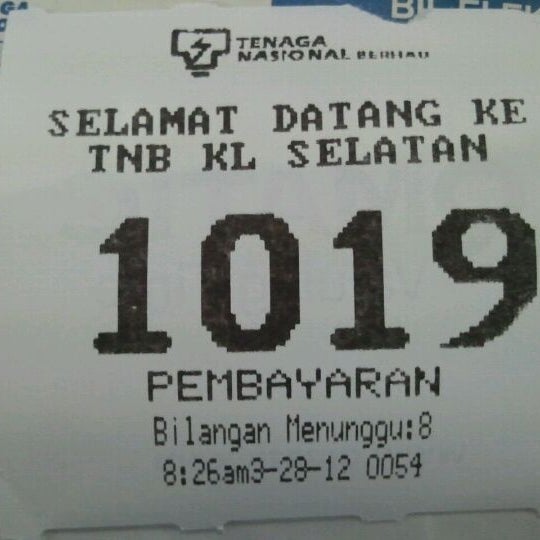 TENAGA
NASIONAL BERHAD
SELAMAT DATANG KE
TNB KL SELATAN
1019
PEMBAYARAN
Bilangan Menunggu:8
8:26am3-28-12 0054